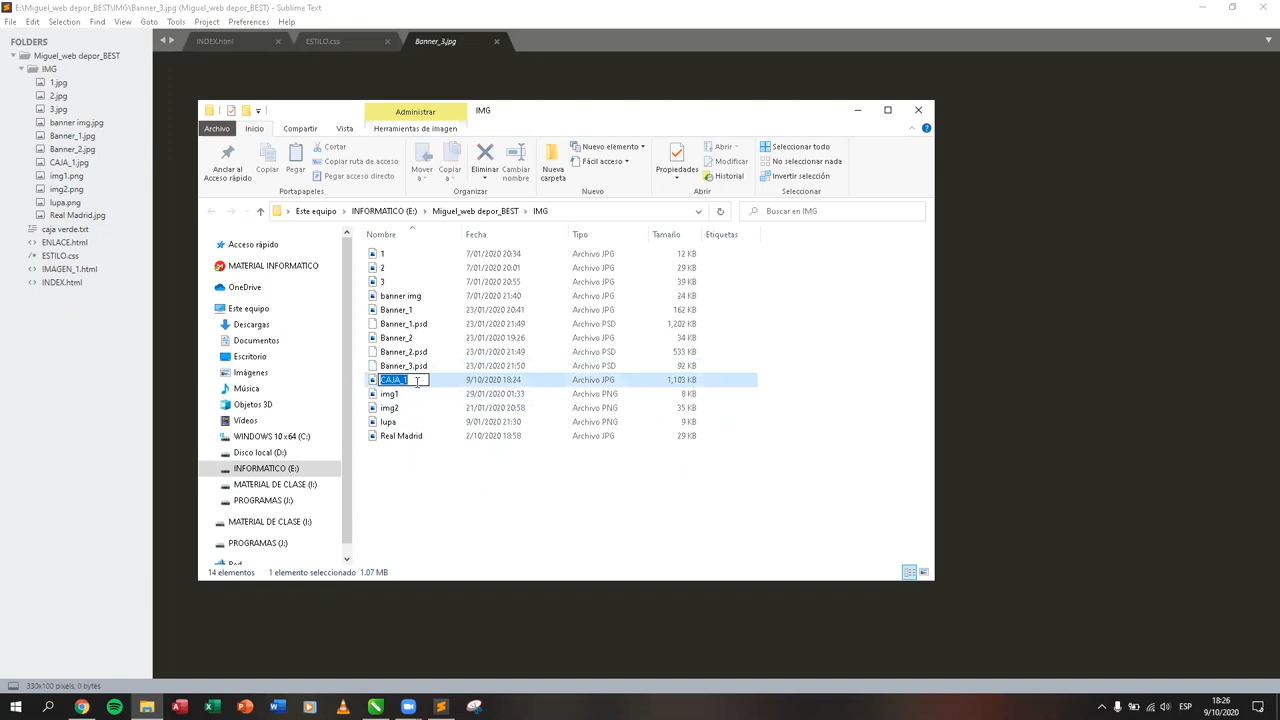 E:\Miguel_web depor_BEST\IMG\Banner_3.jpg (Miguel_web depor_BEST) - Sublime Text
File Edit Selection Find View Goto Tools Project Preferences Help
FOLDERS
Miguel_web depor_BEST
IMG
1.jpg
2.jpg
3.jpg
banner img.jpg
Banner_1.jpg
Banner_2.jpg
CAJA_1.jpg
img1.png
img2.png
lupa.png
Real Madrid.jpg
caja verde.txt
ENLACE.html
ESTILO.css
IMAGEN_1.html
INDEX.html
INDEX.html ESTILO.css Banner_3.jpg
Administrar IMG
Archivo Inicio Compartir Vista Herramientas de imagen
Anclar al Acceso rápido
Copiar
Pegar
Cortar
Copiar ruta de acceso
Pegar acceso directo
Portapapeles
Mover a
Copiar a
Eliminar
Cambiar nombre
Organizar
Nueva carpeta
Nuevo elemento
Fácil acceso
Nuevo
Propiedades
Abrir
Modificar
Historial
Abrir
Seleccionar todo
No seleccionar nada
Invertir selección
Seleccionar
Este equipo INFORMATICO (E:) Miguel_web depor_BEST IMG
Buscar en IMG
Acceso rápido
MATERIAL INFORMATICO
OneDrive
Este equipo
Descargas
Documentos
Escritorio
Imágenes
Música
Objetos 3D
Vídeos
WINDOWS 10 x64 (C:)
Disco local (D:)
INFORMATICO (E:)
MATERIAL DE CLASE (I:)
PROGRAMAS (J:)
MATERIAL DE CLASE (I:)
PROGRAMAS (J:)
Red
Nombre Fecha Tipo Tamaño Etiquetas
1 7/01/2020 20:34 Archivo JPG 12 KB
2 7/01/2020 20:01 Archivo JPG 29 KB
3 7/01/2020 20:55 Archivo JPG 39 KB
banner img 7/01/2020 21:40 Archivo JPG 24 KB
Banner_1 23/01/2020 20:41 Archivo JPG 162 KB
Banner_1.psd 23/01/2020 21:49 Archivo PSD 1,202 KB
Banner_2 23/01/2020 19:26 Archivo JPG 34 KB
Banner_2.psd 23/01/2020 21:49 Archivo PSD 533 KB
Banner_3.psd 23/01/2020 21:50 Archivo PSD 92 KB
CAJA_1 9/10/2020 18:24 Archivo JPG 1,103 KB
img1 29/01/2020 01:33 Archivo PNG 8 KB
img2 21/01/2020 20:58 Archivo PNG 35 KB
lupa 9/01/2020 21:30 Archivo PNG 9 KB
Real Madrid 2/10/2020 18:58 Archivo JPG 29 KB
14 elementos 1 elemento seleccionado 1.07 MB
330x100 pixels, 0 bytes
ESP
18:26
9/10/2020